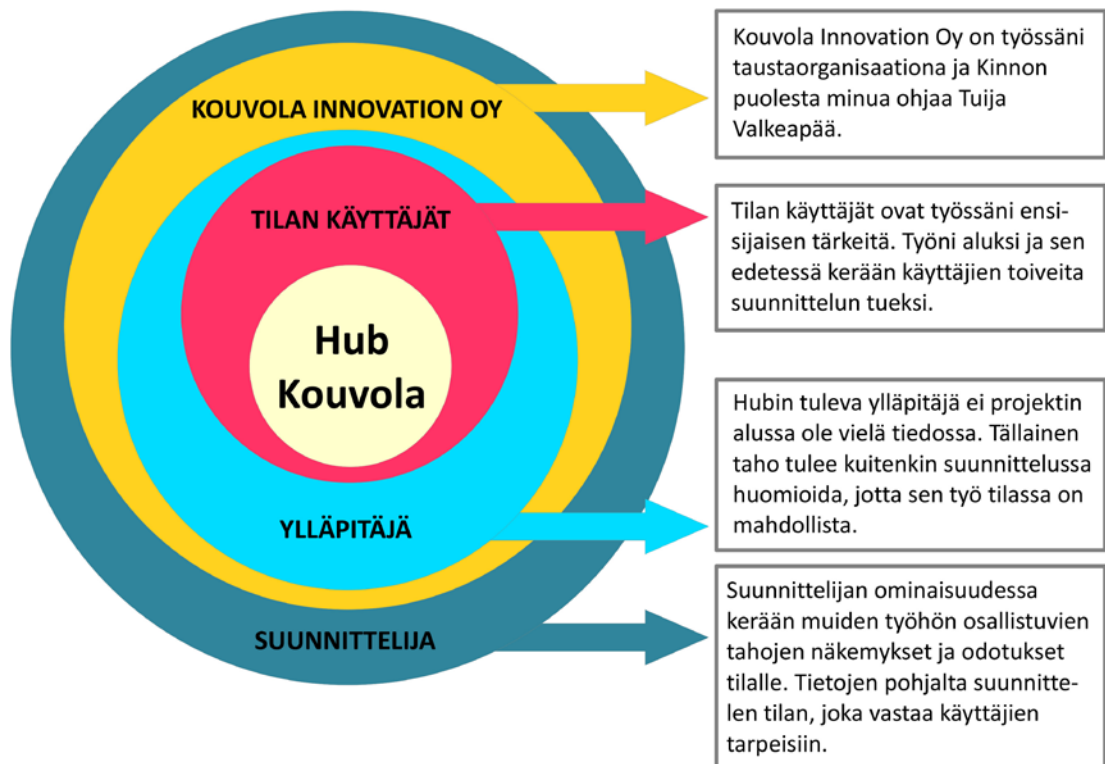 KOUVOLA INNOVATION OY
TILAN KÄYTTÄJÄT
Hub
Kouvola
YLLÄPITÄJÄ
SUUNNITTELIJA
Kouvola Innovation Oy on työssäni
taustaorganisaationa ja Kinnon
puolesta minua ohjaa Tuija
Valkeapää.
Tilan käyttäjät ovat työssäni ensi-
sijaisen tärkeitä. Työni aluksi ja sen
edetessä kerään käyttäjien toiveita
suunnittelun tueksi.
Hubin tuleva ylläpitäjä ei projektin
alussa ole vielä tiedossa. Tällainen
taho tulee kuitenkin suunnittelussa
huomioida, jotta sen työ tilassa on
mahdollista.
Suunnittelijan ominaisuudessa
kerään muiden työhön osallistuvien
tahojen näkemykset ja odotukset
tilalle. Tietojen pohjalta suunnitte-
len tilan, joka vastaa käyttäjien
tarpeisiin.